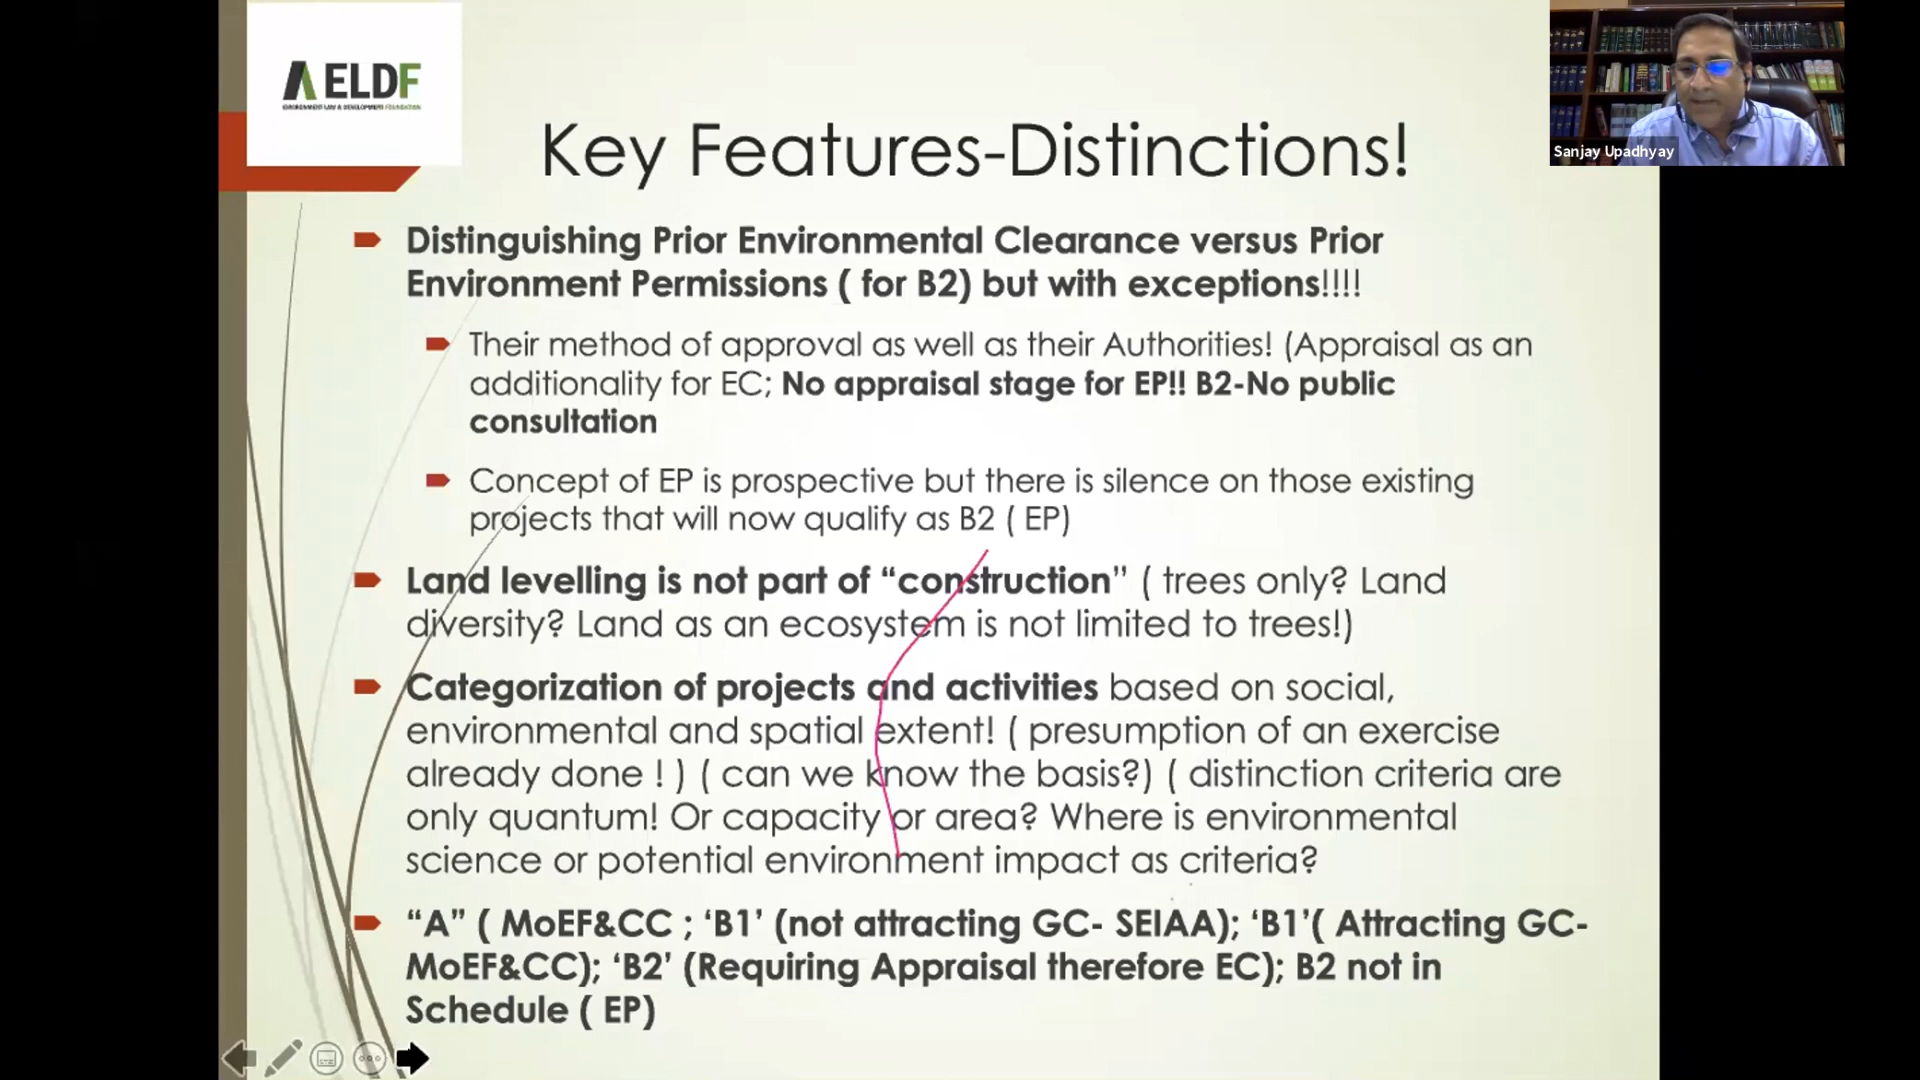 AELDF
ENVIRONMENT LAW & DEVELOPMENT FOUNDATION
Sanjay Upadhyay
Key Features-Distinctions!
Distinguishing Prior Environmental Clearance versus Prior
Environment Permissions ( for B2) but with exceptions!!!!
Their method of approval as well as their Authorities! (Appraisal as an
additionality for EC; No appraisal stage for EP!! B2-No public
consultation
Concept of EP is prospective but there is silence on those existing
projects that will now qualify as B2 ( EP)
Land levelling is not part of “construction” ( trees only? Land
diversity? Land as an ecosystem is not limited to trees!)
Categorization of projects and activities based on social,
environmental and spatial extent! ( presumption of an exercise
already done ! ) ( can we know the basis?) ( distinction criteria are
only quantum! Or capacity or area? Where is environmental
science or potential environment impact as criteria?
“A” ( MoEF&CC ; ‘B1’ (not attracting GC- SEIAA); ‘B1’( Attracting GC-
MoEF&CC); ‘B2’ (Requiring Appraisal therefore EC); B2 not in
Schedule ( EP)